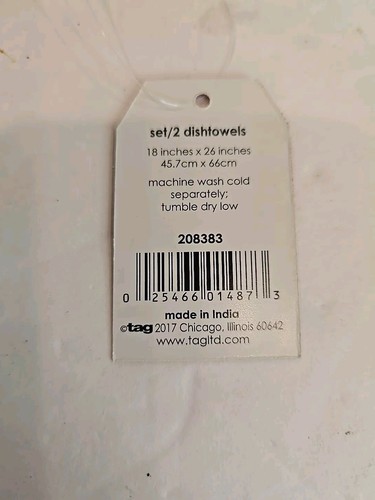 set/2 dishtowels
18 inches x 26 inches
45.7cm x 66cm
machine wash cold
separately;
tumble dry low
208383
0 25466 01487 3
made in India
©tag 2017 Chicago, Illinois 60642
www.tagltd.com